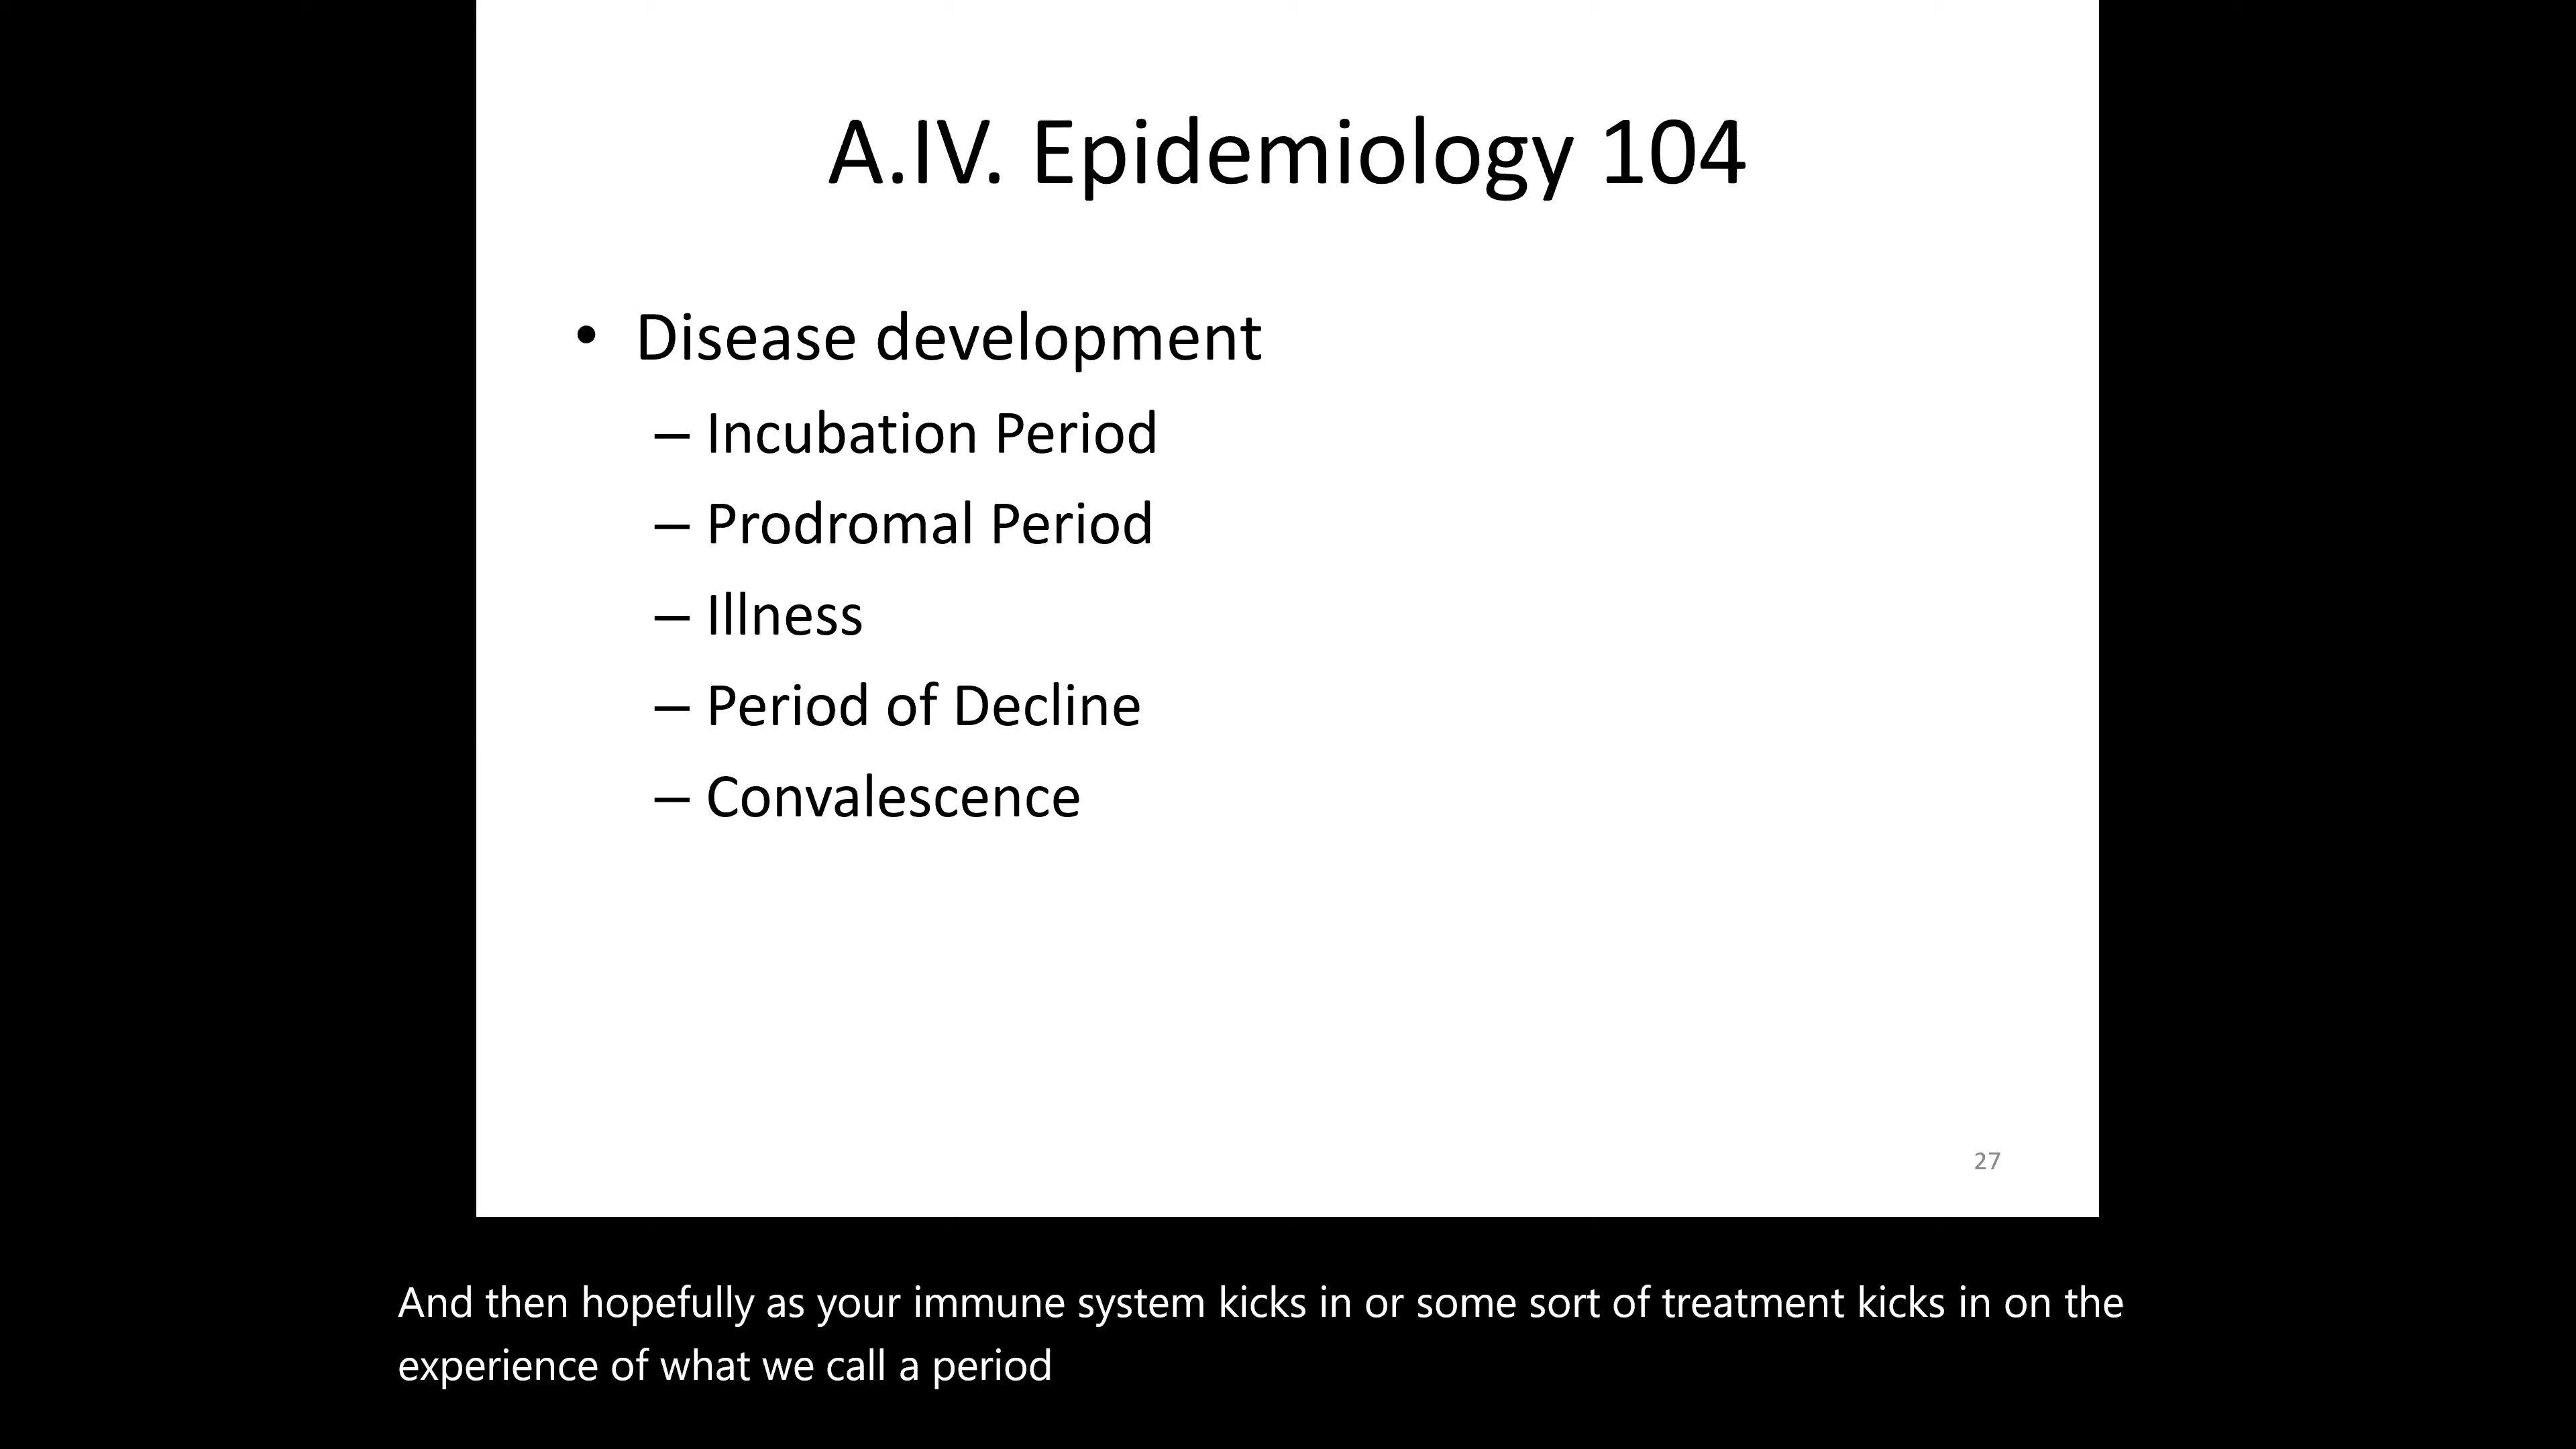 A.IV. Epidemiology 104
• Disease development
– Incubation Period
– Prodromal Period
– Illness
– Period of Decline
– Convalescence
27
And then hopefully as your immune system kicks in or some sort of treatment kicks in on the
experience of what we call a period